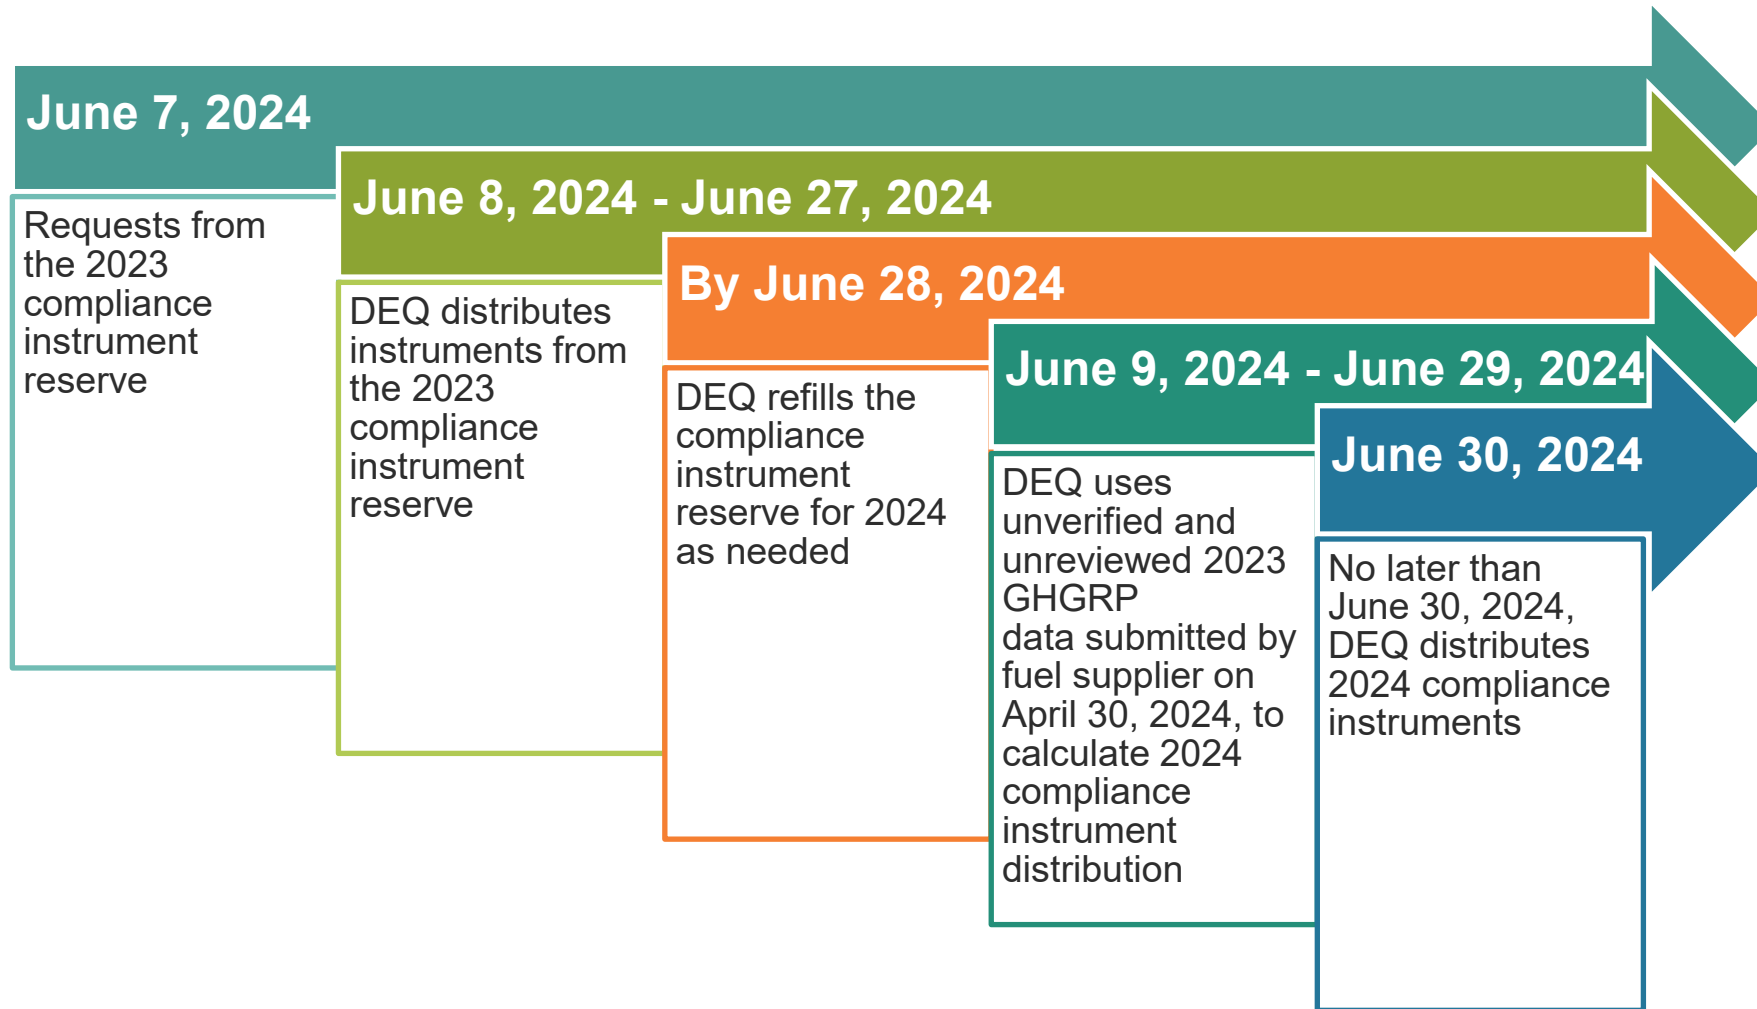 June 7, 2024
Requests from
the 2023
compliance
instrument
reserve
June 8, 2024 - June 27, 2024
DEQ distributes
instruments from
the 2023
compliance
instrument
reserve
By June 28, 2024
DEQ refills the
compliance
instrument
reserve for 2024
as needed
June 9, 2024 - June 29, 2024
DEQ uses
unverified and
unreviewed 2023
GHGRP
data submitted by
fuel supplier on
April 30, 2024, to
calculate 2024
compliance
instrument
distribution
June 30, 2024
No later than
June 30, 2024,
DEQ distributes
2024 compliance
instruments